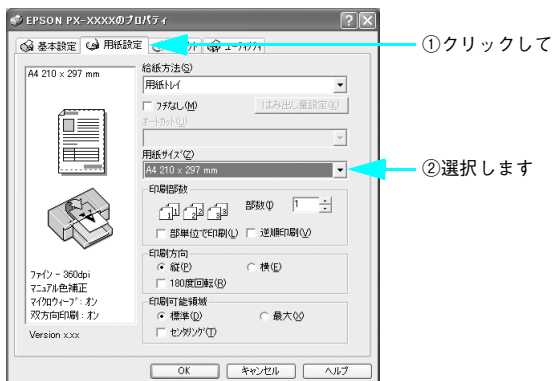 EPSON PX-XXXXのプロパティ
基本設定
用紙設定
ユーティリティ
①クリックして
A4 210 x 297 mm
給紙方法(S)
用紙トレイ
フチなし(M)
はみ出し量設定(K)
オートカット(U)
用紙サイズ(Z)
A4 210 x 297 mm
②選択します
印刷部数
部数(I) 1
部単位で印刷(L) 逆順印刷(V)
印刷方向
縦(P) 横(E)
180度回転(R)
印刷可能領域
標準(D) 最大(X)
センタリング(T)
ファイン - 360dpi
マニュアル色補正
マイクロウィーブ : オン
双方向印刷 : オン
Version x.xx
OK キャンセル ヘルプ